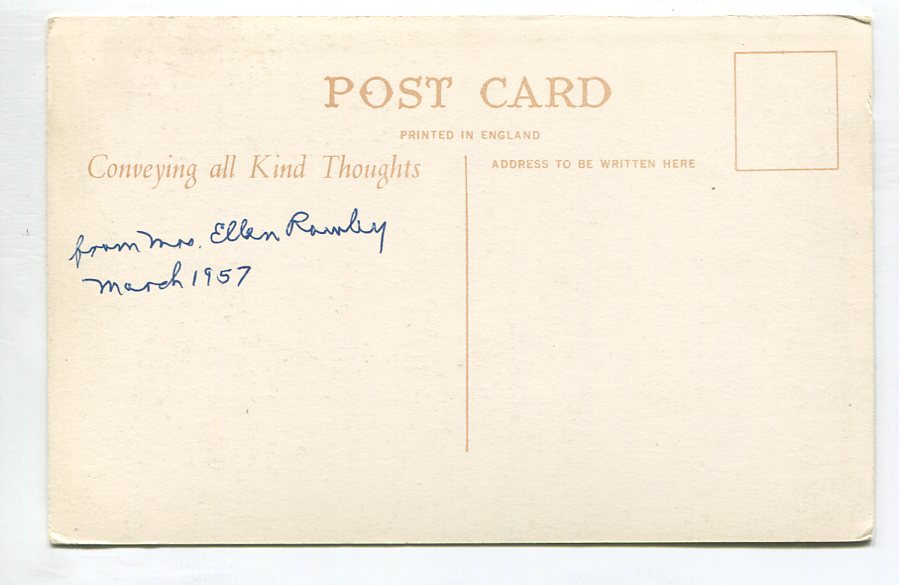 POST CARD
PRINTED IN ENGLAND
Conveying all Kind Thoughts
ADDRESS TO BE WRITTEN HERE
from Mrs. Ellen Rowley
March 1957